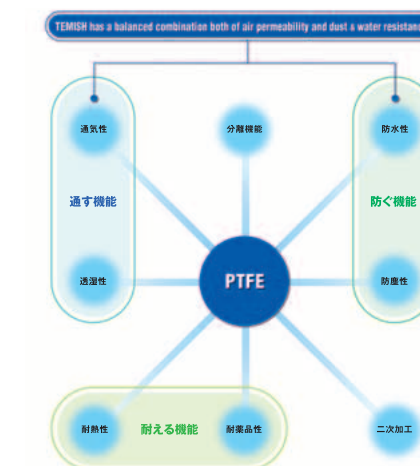 TEMISH has a balanced combination both of air permeability and dust & water resistanc
通気性
分離機能
防水性
通す機能
防ぐ機能
PTFE
透湿性
防塵性
耐熱性
耐える機能
耐薬品性
二次加工